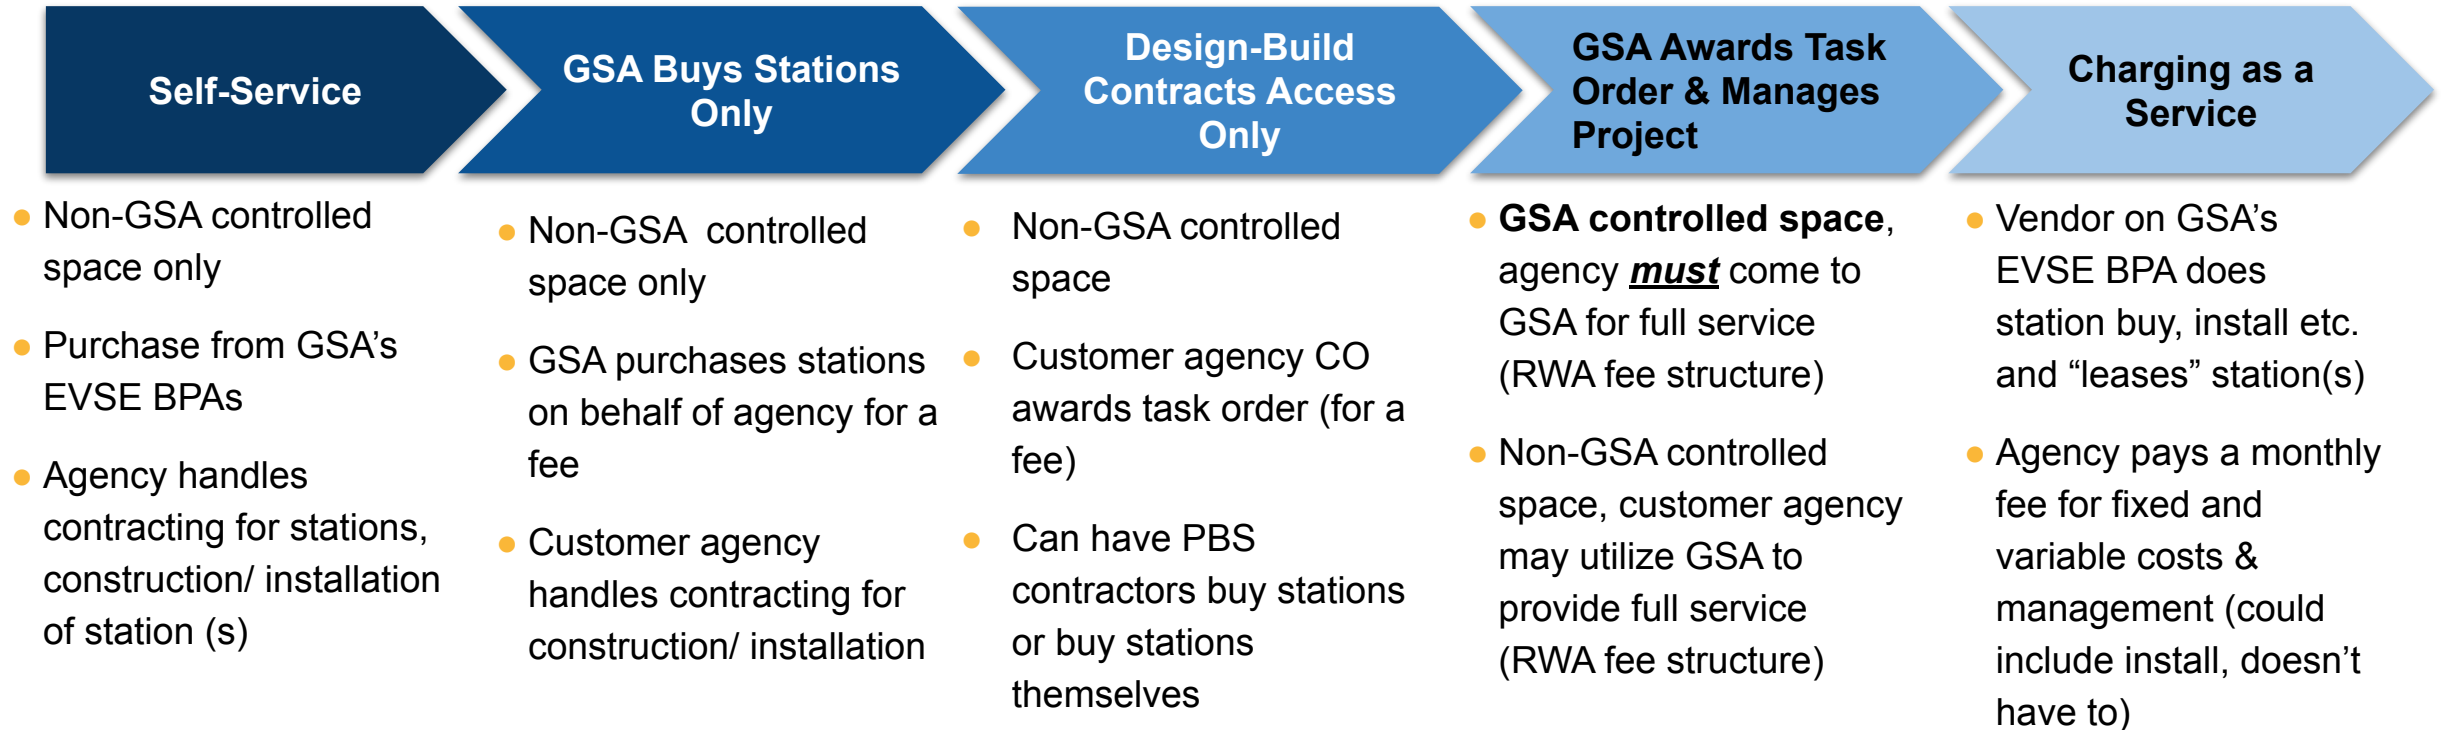 Self-Service
GSA Buys Stations
Only
Design-Build
Contracts Access
Only
GSA Awards Task
Order & Manages
Project
Charging as a
Service
● Non-GSA controlled
space only
● Purchase from GSA’s
EVSE BPAs
● Agency handles
contracting for stations,
construction/ installation
of station (s)
● Non-GSA  controlled
space only
● GSA purchases stations
on behalf of agency for a
fee
● Customer agency
handles contracting for
construction/ installation
● Non-GSA controlled
space
● Customer agency CO
awards task order (for a
fee)
● Can have PBS
contractors buy stations
or buy stations
themselves
● GSA controlled space,
agency must come to
GSA for full service
(RWA fee structure)
● Non-GSA controlled
space, customer agency
may utilize GSA to
provide full service
(RWA fee structure)
● Vendor on GSA’s
EVSE BPA does
station buy, install etc.
and “leases” station(s)
● Agency pays a monthly
fee for fixed and
variable costs &
management (could
include install, doesn’t
have to)